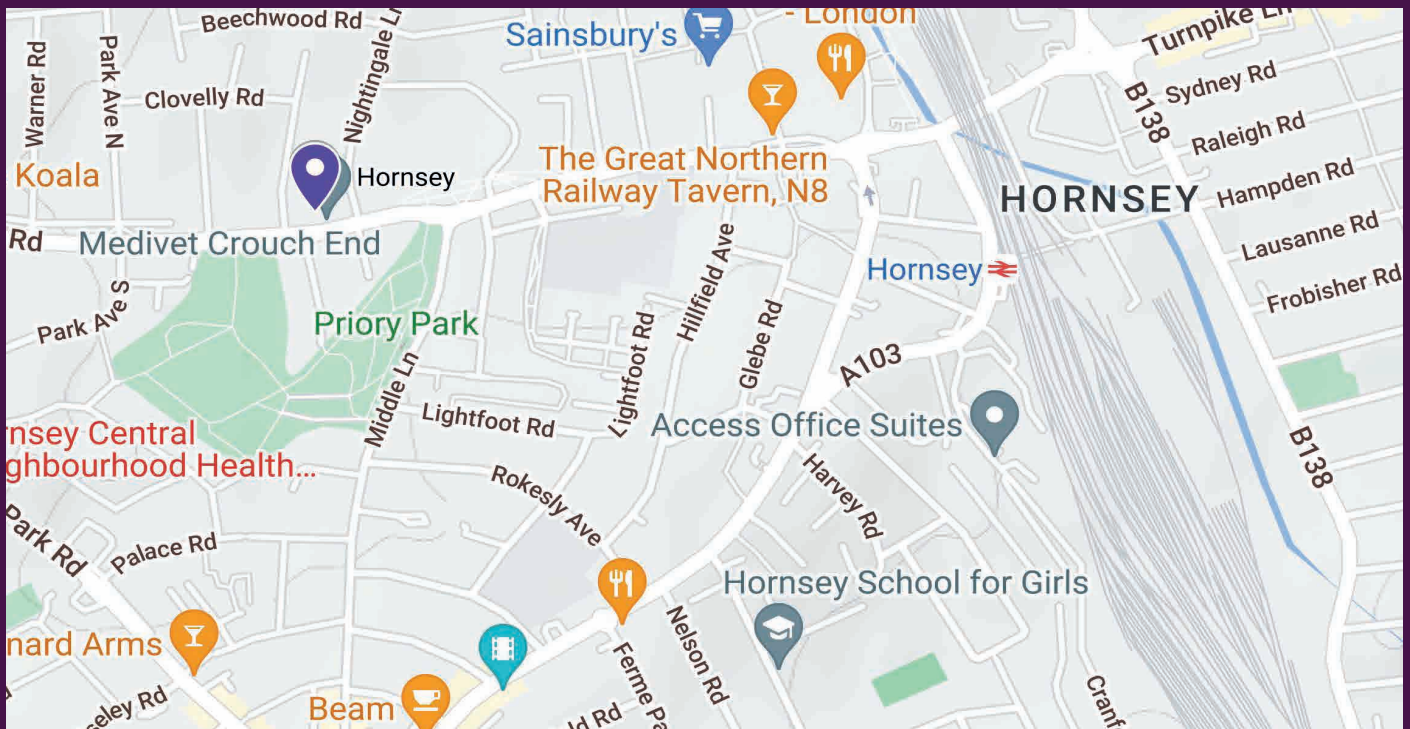 Beechwood Rd
Nightingale Ln
Sainsbury's
- London
Turnpike Ln
Warner Rd
Park Ave N
Clovelly Rd
B138
Sydney Rd
Raleigh Rd
Koala
Hornsey
The Great Northern
Railway Tavern, N8
HORNSEY
Hampden Rd
Rd
Medivet Crouch End
Lausanne Rd
Hornsey
Hillfield Ave
Park Ave S
Priory Park
Frobisher Rd
Lightfoot Rd
Glebe Rd
A103
Middle Ln
Lightfoot Rd
Access Office Suites
rnsey Central
ghbourhood Health...
B138
Harvey Rd
Rokesly Ave
Park Rd
Palace Rd
Hornsey School for Girls
nard Arms
Nelson Rd
Ferme Pa
seley Rd
Beam
ld Rd
Cranf